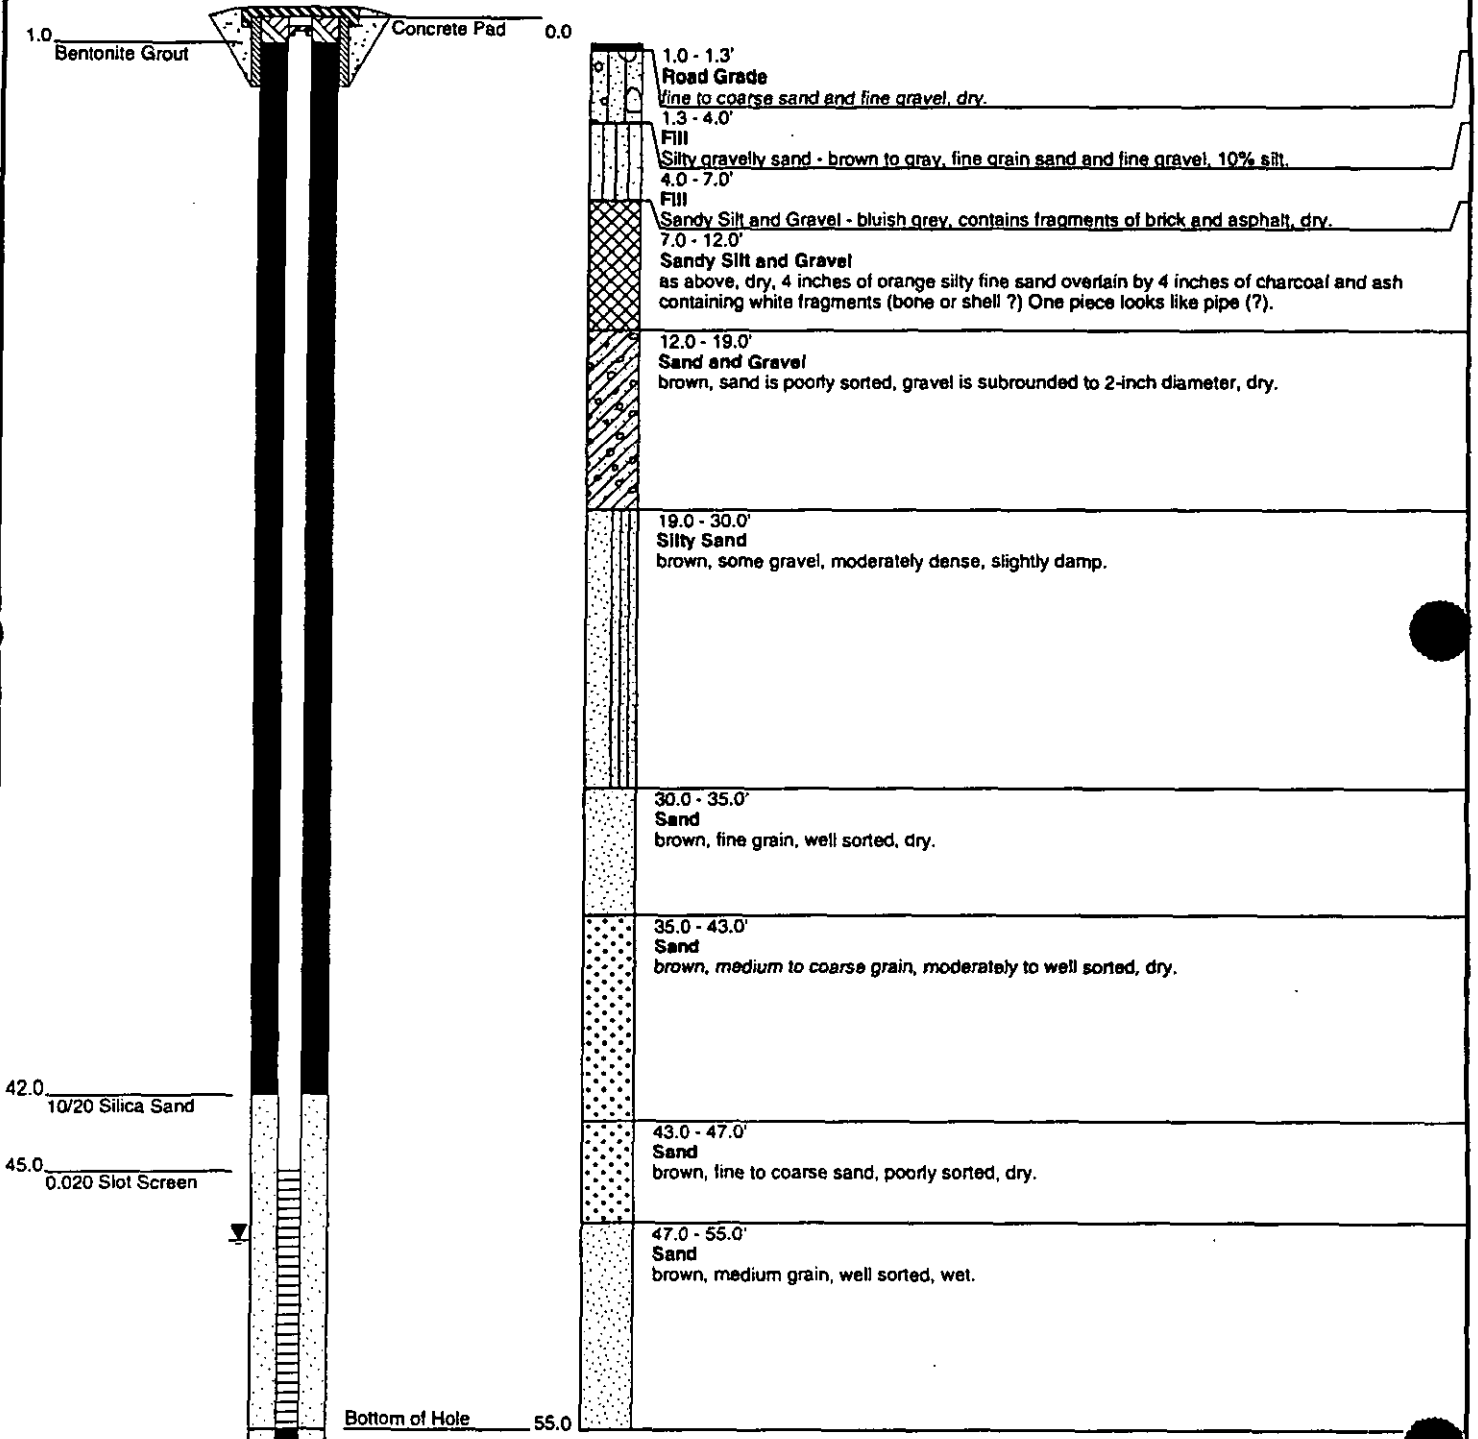 Concrete Pad
0.0
1.0
Bentonite Grout
1.0 - 1.3'
Road Grade
fine to coarse sand and fine gravel, dry.
1.3 - 4.0'
Fill
Silty gravelly sand - brown to gray, fine grain sand and fine gravel, 10% silt.
4.0 - 7.0'
Fill
Sandy Silt and Gravel - bluish grey, contains fragments of brick and asphalt, dry.
7.0 - 12.0'
Sandy Silt and Gravel
as above, dry, 4 inches of orange silty fine sand overlain by 4 inches of charcoal and ash
containing white fragments (bone or shell ?) One piece looks like pipe (?).
12.0 - 19.0'
Sand and Gravel
brown, sand is poorly sorted, gravel is subrounded to 2-inch diameter, dry.
19.0 - 30.0'
Silty Sand
brown, some gravel, moderately dense, slightly damp.
30.0 - 35.0'
Sand
brown, fine grain, well sorted, dry.
35.0 - 43.0'
Sand
brown, medium to coarse grain, moderately to well sorted, dry.
42.0
10/20 Silica Sand
43.0 - 47.0'
Sand
brown, fine to coarse sand, poorly sorted, dry.
45.0
0.020 Slot Screen
47.0 - 55.0'
Sand
brown, medium grain, well sorted, wet.
Bottom of Hole
55.0